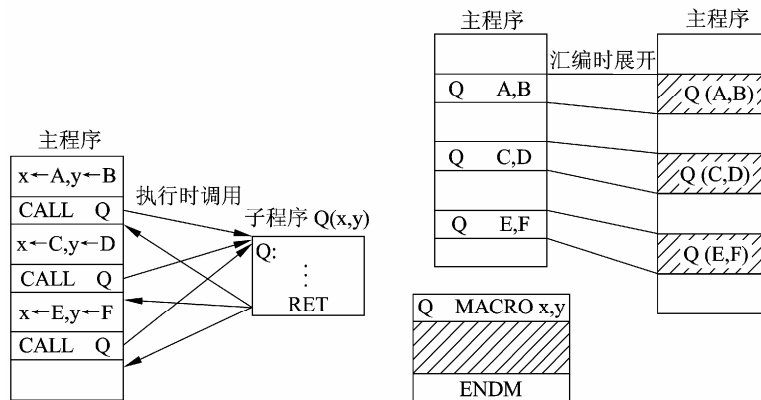 主程序
x←A,y←B
CALL Q
x←C,y←D
CALL Q
x←E,y←F
CALL Q
执行时调用
子程序 Q(x,y)
Q:
⋮
RET
主程序
Q A,B
Q C,D
Q E,F
汇编时展开
主程序
Q (A,B)
Q (C,D)
Q (E,F)
Q MACRO x,y
ENDM